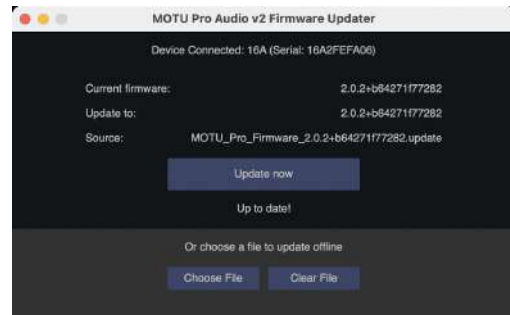 MOTU Pro Audio v2 Firmware Updater
Device Connected: 16A (Serial: 16A2FEFA06)
Current firmware: 2.0.2+b64271f77282
Update to: 2.0.2+b64271f77282
Source: MOTU_Pro_Firmware_2.0.2+b64271f77282.update
Update now
Up to date!
Or choose a file to update offline
Choose File Clear File